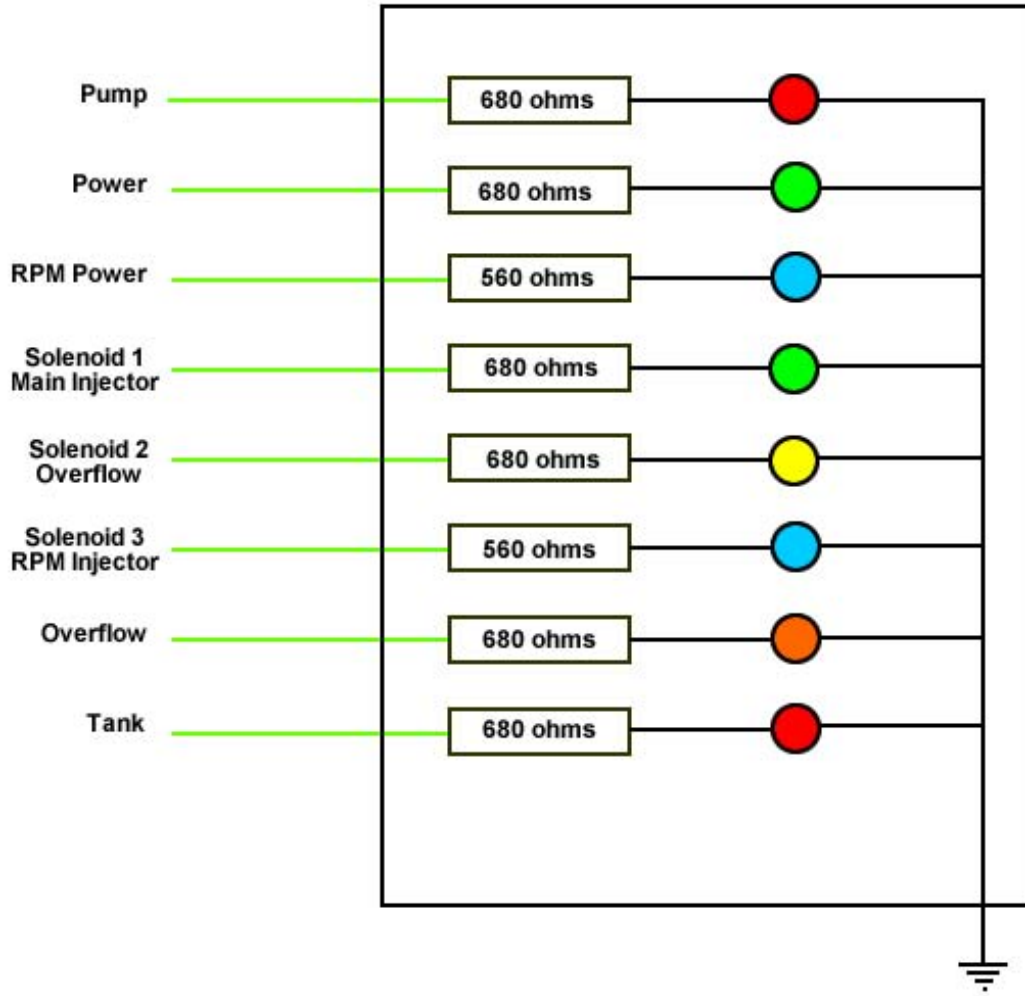 Pump
680 ohms
Power
680 ohms
RPM Power
560 ohms
Solenoid 1
Main Injector
680 ohms
Solenoid 2
Overflow
680 ohms
Solenoid 3
RPM Injector
560 ohms
Overflow
680 ohms
Tank
680 ohms